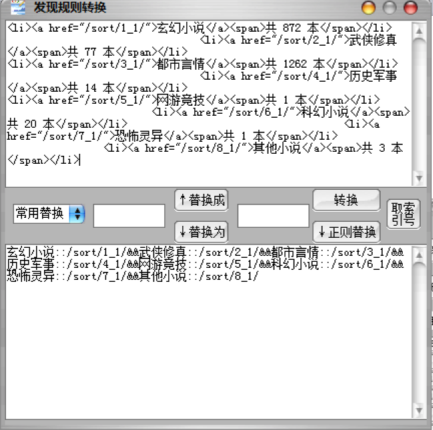 发现规则转换
<li><a href="/sort/1_1/">玄幻小说</a><span>共 872 本</span></li>
<li><a href="/sort/2_1/">武侠修真
</a><span>共 77 本</span></li>
<li><a
href="/sort/3_1/">都市言情</a><span>共 1262 本</span></li>
<li><a href="/sort/4_1/">历史军事
</a><span>共 14 本</span></li>
<li><a
href="/sort/5_1/">网游竞技</a><span>共 1 本</span></li>
<li><a href="/sort/6_1/">科幻小说</a><span>
共 20 本</span></li>
<li><a
href="/sort/7_1/">恐怖灵异</a><span>共 1 本</span></li>
<li><a href="/sort/8_1/">其他小说</a><span>共 3 本
</span></li>
常用替换
↑替换成
↓替换为
转换
↓正则替换
取索
引号
玄幻小说::/sort/1_1/&&武侠修真::/sort/2_1/&&都市言情::/sort/3_1/&&
历史军事::/sort/4_1/&&网游竞技::/sort/5_1/&&科幻小说::/sort/6_1/&&
恐怖灵异::/sort/7_1/&&其他小说::/sort/8_1/